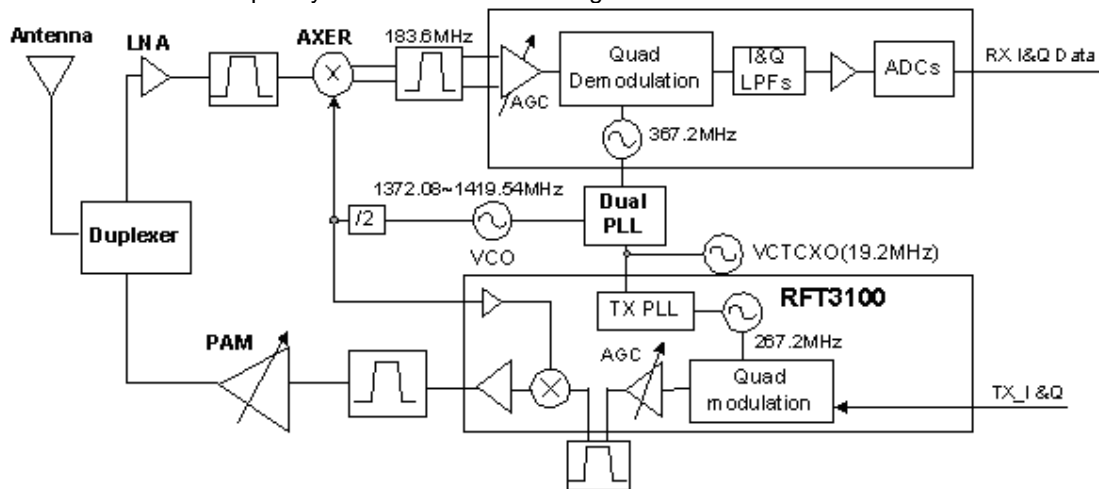 Antenna
LNA
AXER
183.6MHz
AGC
Quad
Demodulation
I&Q
LPFs
ADCs
RX I&Q Data
367.2MHz
1372.08~1419.54MHz
/2
VCO
Dual
PLL
VCTCXO(19.2MHz)
Duplexer
TX PLL
RFT3100
267.2MHz
PAM
AGC
Quad
modulation
TX_I &Q